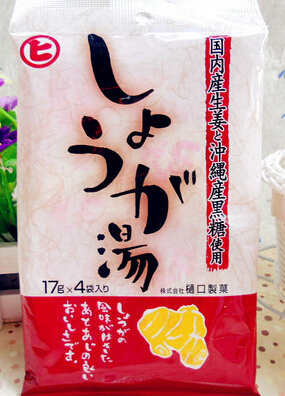 ヒ
国内産生姜と沖縄産黒糖使用
しょうが湯
17g×4袋入り
株式会社 樋口製菓
しょうがの
風味がはきた
あとあじの良い
おいしさです。